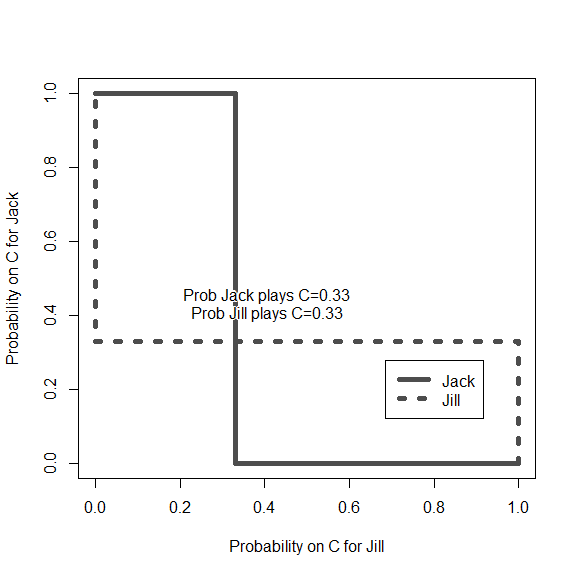 1.0
0.8
0.6
0.4
0.2
0.0
Probability on C for Jack
Prob Jack plays C=0.33
Prob Jill plays C=0.33
Jack
Jill
0.0 0.2 0.4 0.6 0.8 1.0
Probability on C for Jill